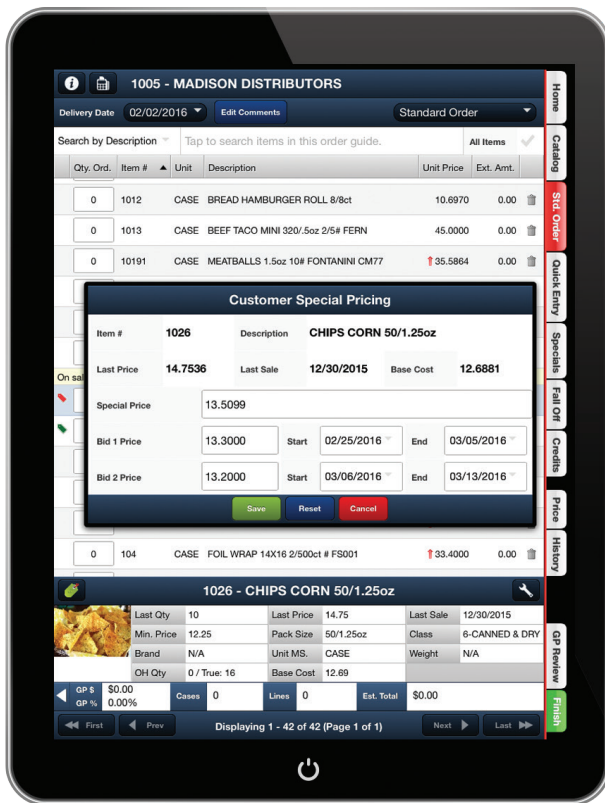 1005 - MADISON DISTRIBUTORS
Delivery Date 02/02/2016 Edit Comments Standard Order
Search by Description Tap to search items in this order guide. All Items
Qty. Ord. Item # Unit Description Unit Price Ext. Amt.
0 1012 CASE BREAD HAMBURGER ROLL 8/8ct 10.6970 0.00
0 1013 CASE BEEF TACO MINI 320/.5oz 2/5# FERN 45.0000 0.00
0 10191 CASE MEATBALLS 1.5oz 10# FONTANINI CM77 35.5864 0.00
Customer Special Pricing
Item # 1026 Description CHIPS CORN 50/1.25oz
Last Price 14.7536 Last Sale 12/30/2015 Base Cost 12.6881
On sal
Special Price 13.5099
Bid 1 Price 13.3000 Start 02/25/2016 End 03/05/2016
Bid 2 Price 13.2000 Start 03/06/2016 End 03/13/2016
Save Reset Cancel
0 104 CASE FOIL WRAP 14X16 2/500ct # FS001 33.4000 0.00
1026 - CHIPS CORN 50/1.25oz
Last Qty 10 Last Price 14.75 Last Sale 12/30/2015
Min. Price 12.25 Pack Size 50/1.25oz Class 6-CANNED & DRY
Brand N/A Unit MS. CASE Weight N/A
OH Qty 0 / True: 16 Base Cost 12.69
GP $ $0.00 Cases 0 Lines 0 Est. Total $0.00
GP % 0.00%
First Prev Displaying 1 - 42 of 42 (Page 1 of 1) Next Last
Home
Catalog
Std. Order
Quick Entry
Specials
Fall Off
Credits
Price
History
GP Review
Finish